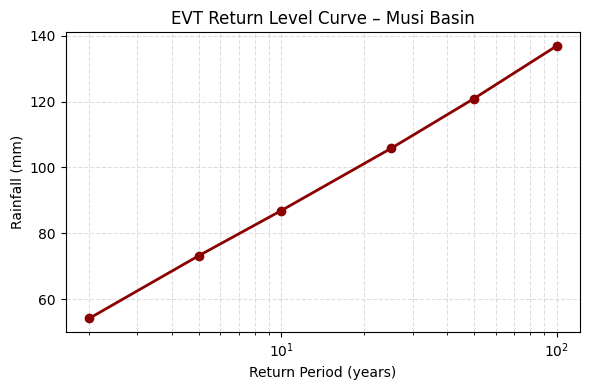 EVT Return Level Curve – Musi Basin
Rainfall (mm)
140
120
100
80
60
10¹
10²
Return Period (years)